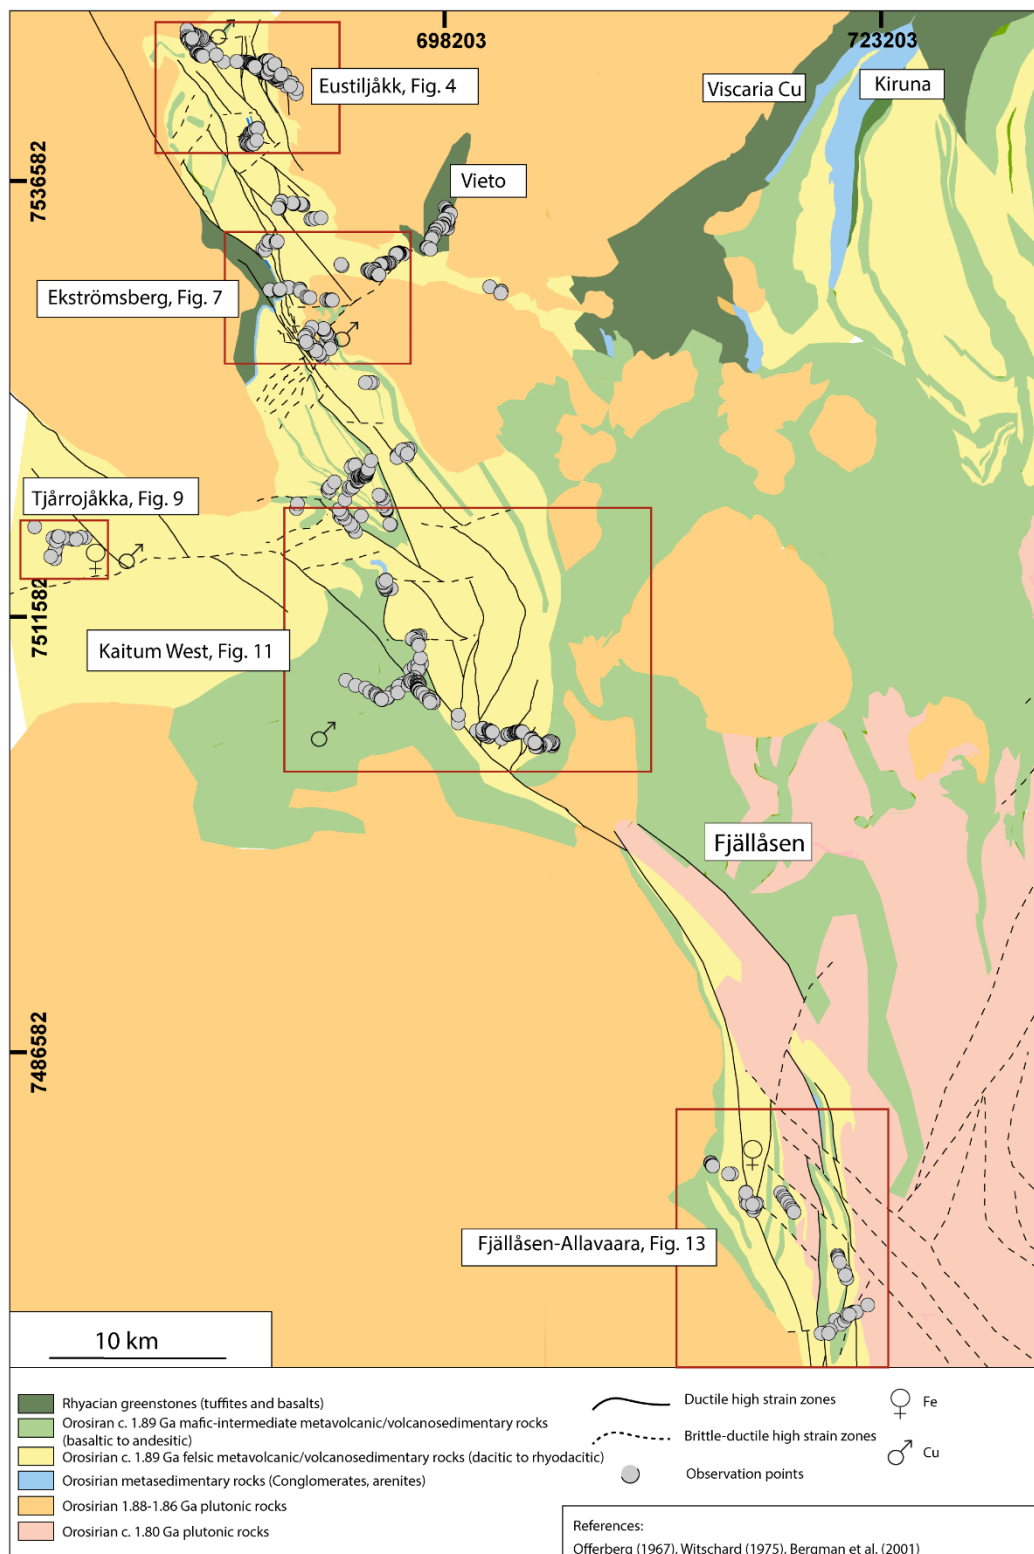 698203
723203
Eustiljåkk, Fig. 4
Viscaria Cu
Kiruna
7536582
Vieto
Ekströmsberg, Fig. 7
Tjårrojåkka, Fig. 9
7511582
Kaitum West, Fig. 11
Fjällåsen
7486582
Fjällåsen-Allavaara, Fig. 13
10 km
Rhyacian greenstones (tuffites and basalts)
Orosiran c. 1.89 Ga mafic-intermediate metavolcanic/volcanosedimentary rocks
(basaltic to andesitic)
Orosirian c. 1.89 Ga felsic metavolcanic/volcanosedimentary rocks (dacitic to rhyodacitic)
Orosirian metasedimentary rocks (Conglomerates, arenites)
Orosirian 1.88-1.86 Ga plutonic rocks
Orosirian c. 1.80 Ga plutonic rocks
Ductile high strain zones
Brittle-ductile high strain zones
Observation points
♀ Fe
♂ Cu
References:
Offerberg (1967), Witschard (1975), Bergman et al. (2001)